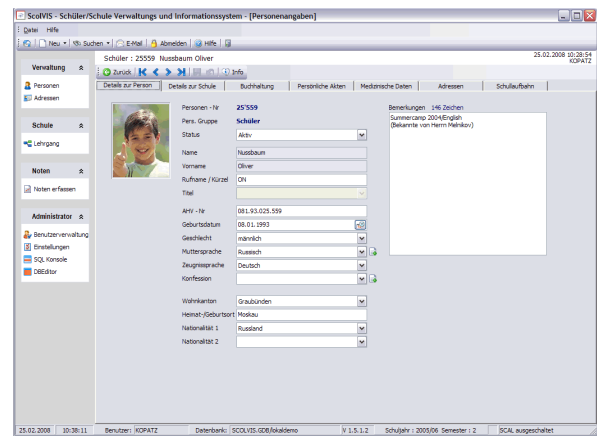 ScolVIS - Schüler/Schule Verwaltungs und Informationssystem - [Personenangaben]
Datei Hilfe
Neu Suchen E-Mail Abmelden Hilfe
Schüler : 25559 Nussbaum Oliver
25.02.2008 10:28:54
KOPATZ
Zurück Info
Details zur Person Details zur Schule Buchhaltung Persönliche Akten Medizinische Daten Adressen Schullaufbahn
Verwaltung
Personen
Adressen
Schule
Lehrgang
Noten
Noten erfassen
Administrator
Benutzerverwaltung
Einstellungen
SQL Konsole
DBEditor
Personen - Nr 25'559
Pers. Gruppe Schüler
Status Aktiv
Name Nussbaum
Vorname Oliver
Rufname / Kürzel ON
Titel
AHV - Nr 081.93.025.559
Geburtsdatum 08.01.1993
Geschlecht männlich
Muttersprache Russisch
Zeugnissprache Deutsch
Konfession
Wohnkanton Graubünden
Heimat-/Geburtsort Moskau
Nationalität 1 Russland
Nationalität 2
Bemerkungen 146 Zeichen
Summercamp 2004/English
(Bekannte von Herrn Melnikov)
25.02.2008 10:38:11 Benutzer: KOPATZ Datenbank: SCOLVIS.GDB/lokaldemo V 1.5.1.2 Schuljahr : 2005/06 Semester : 2 SCAL ausgeschaltet